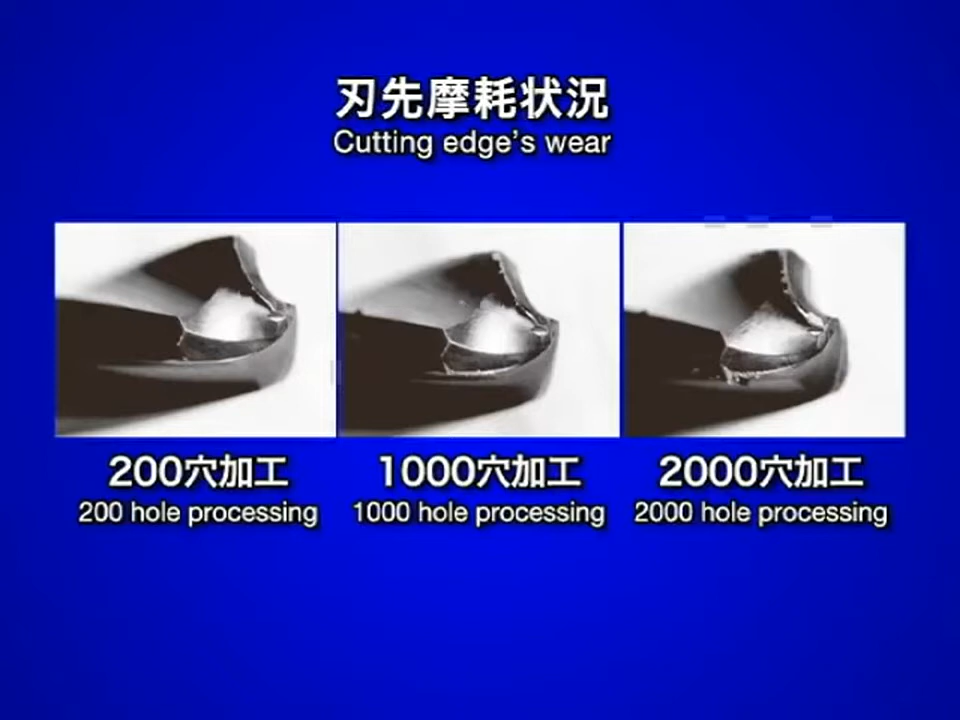 刃先摩耗状況
Cutting edge's wear
200穴加工
200 hole processing
1000穴加工
1000 hole processing
2000穴加工
2000 hole processing